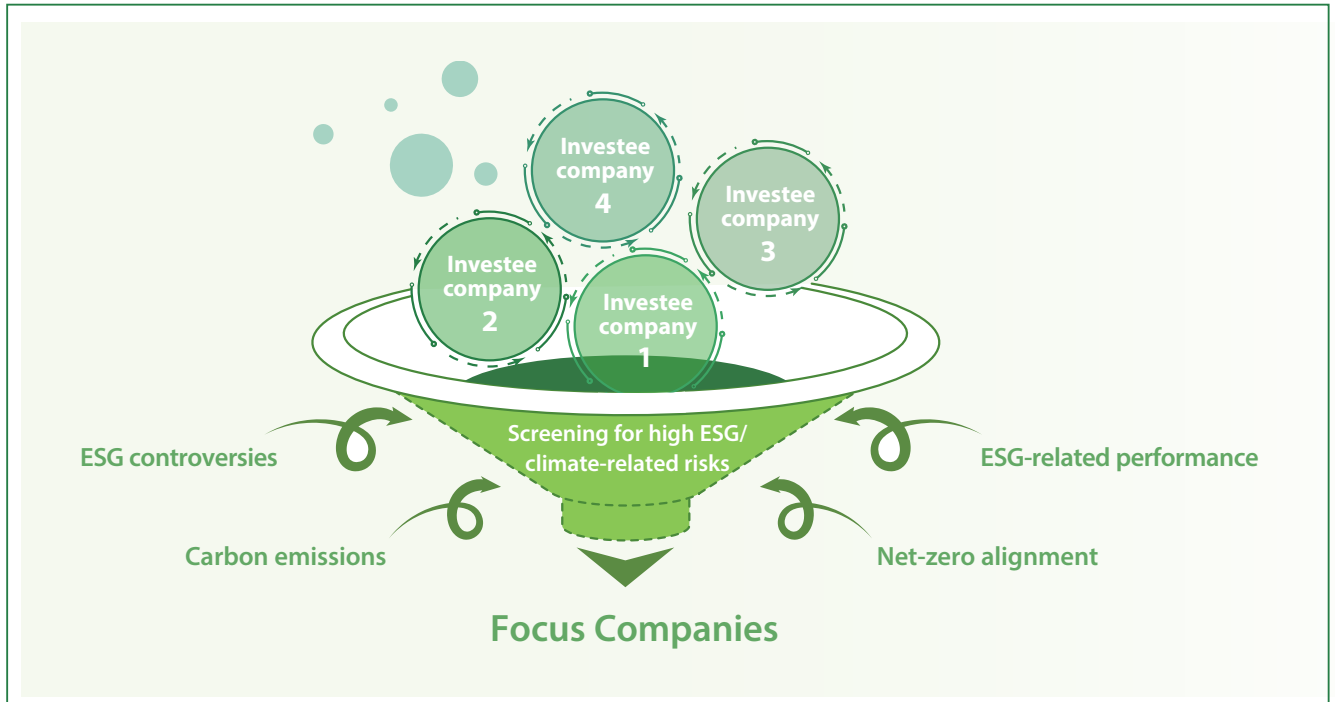 Investee
company
4
Investee
company
3
Investee
company
2
Investee
company
1
Screening for high ESG/
climate-related risks
ESG controversies
ESG-related performance
Carbon emissions
Net-zero alignment
Focus Companies